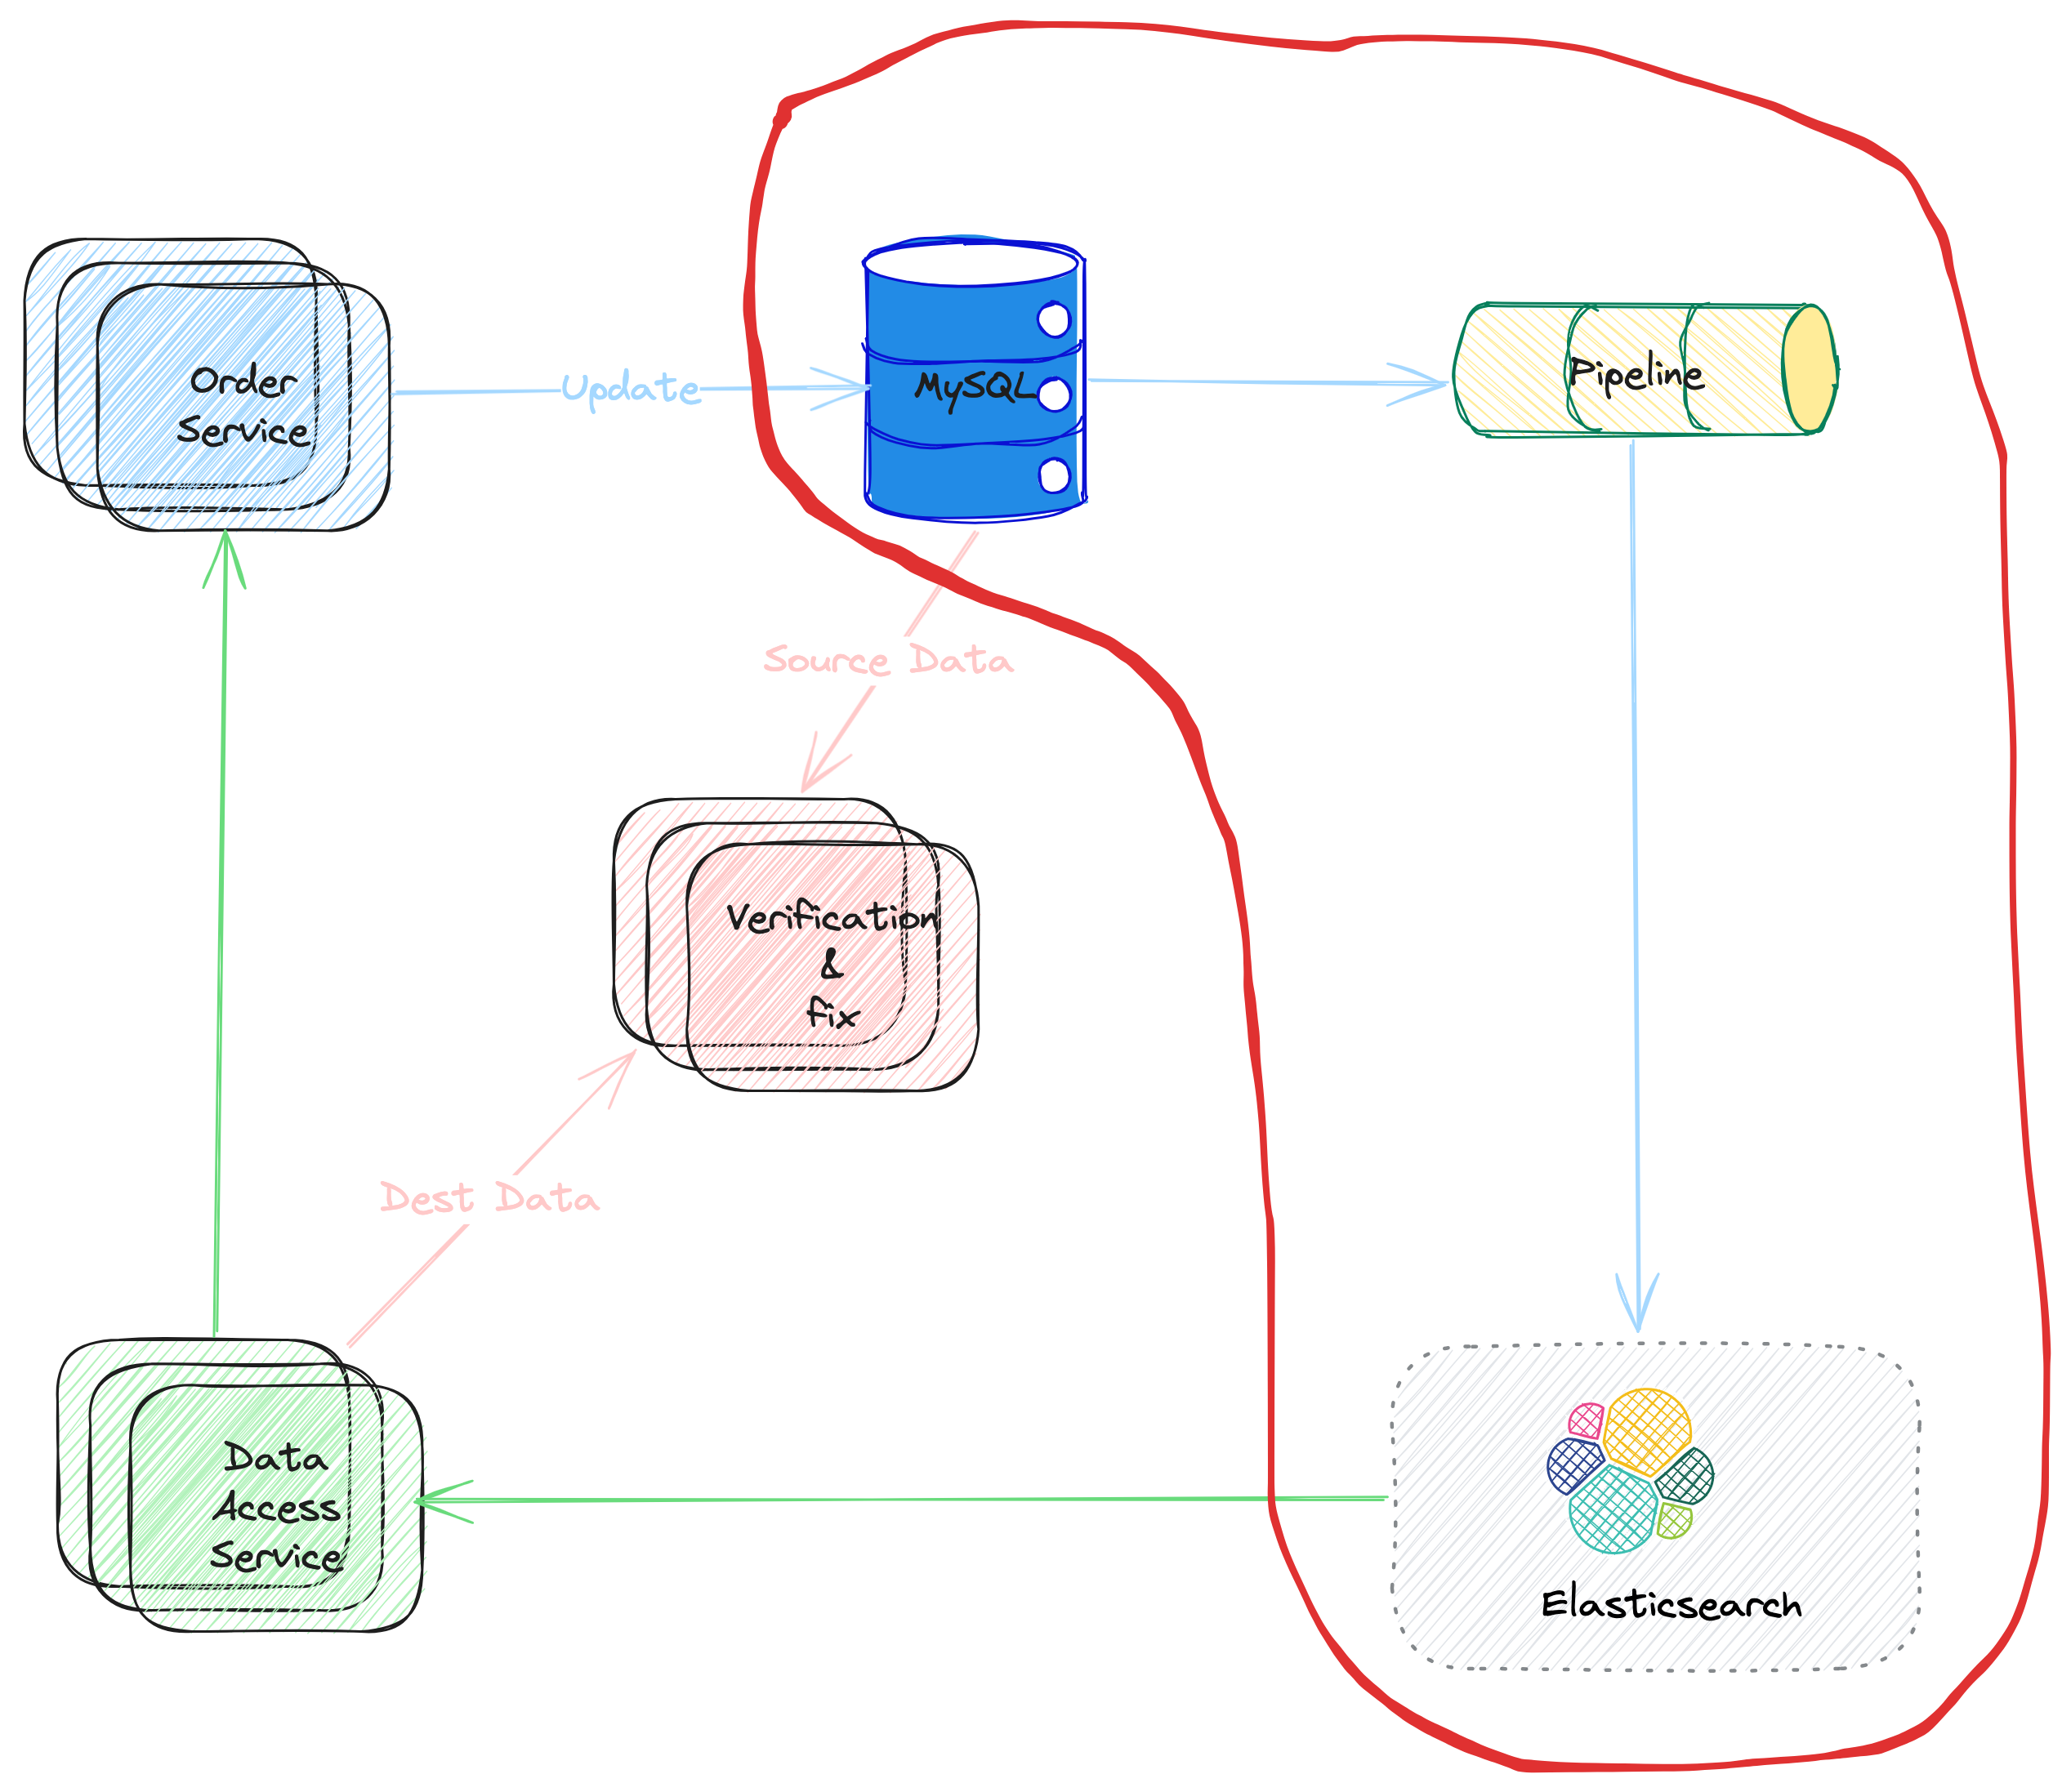 Order
Service
Update
MySQL
Pipeline
Source Data
Verification
&
fix
Dest Data
Data
Access
Service
Elasticsearch